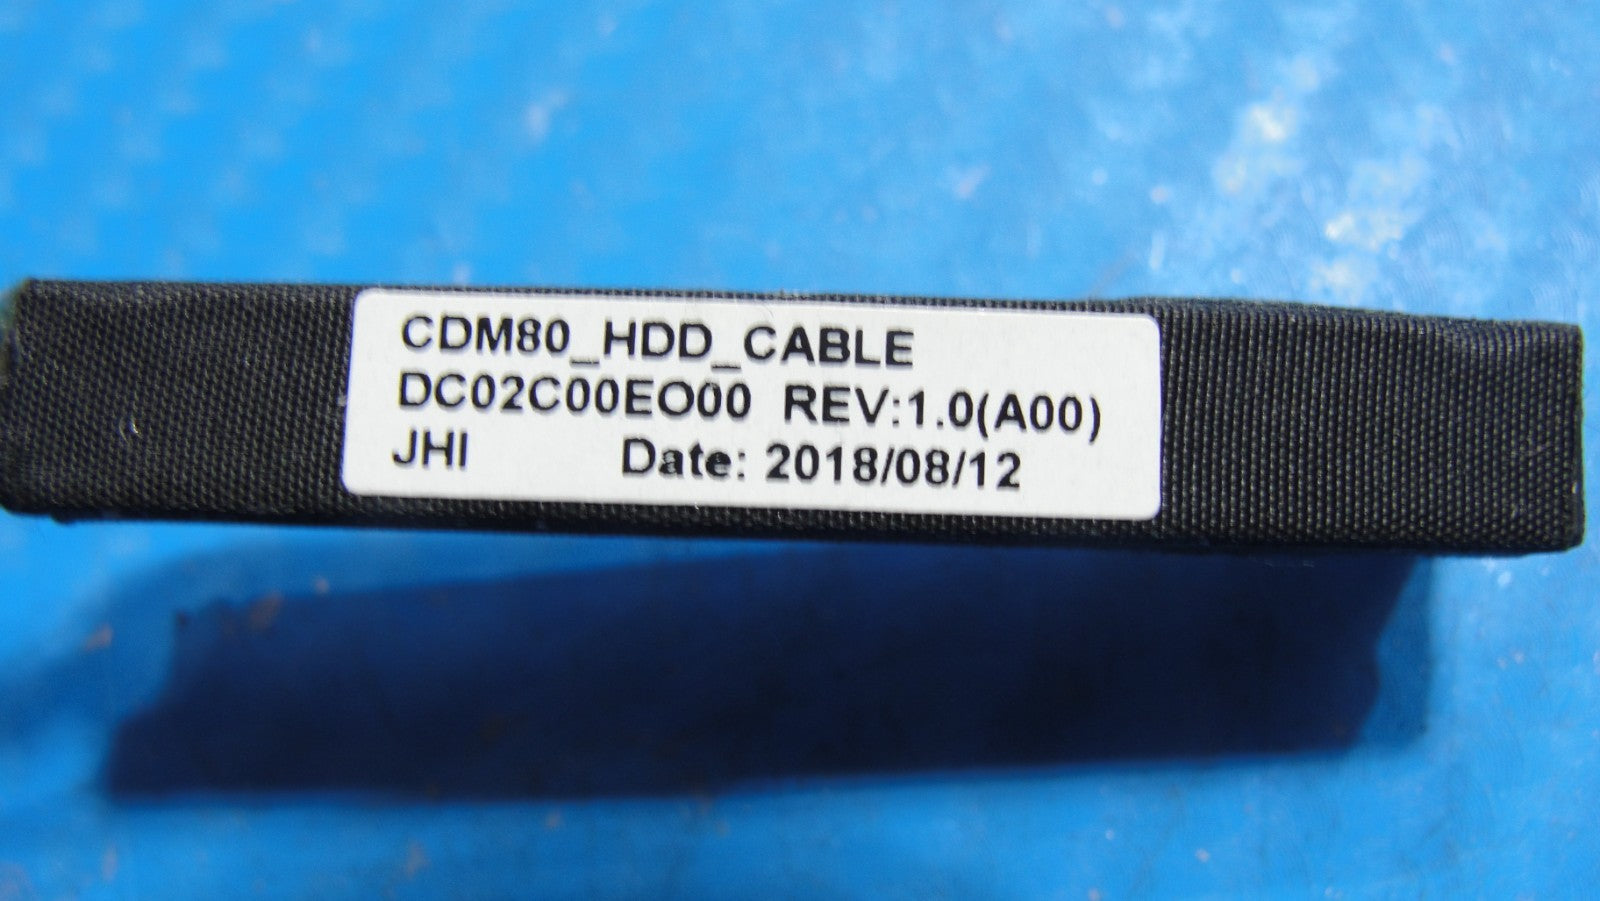 CDM80_HDD_CABLE
DC02C00EO00 REV:1.0(A00)
JHI Date: 2018/08/12